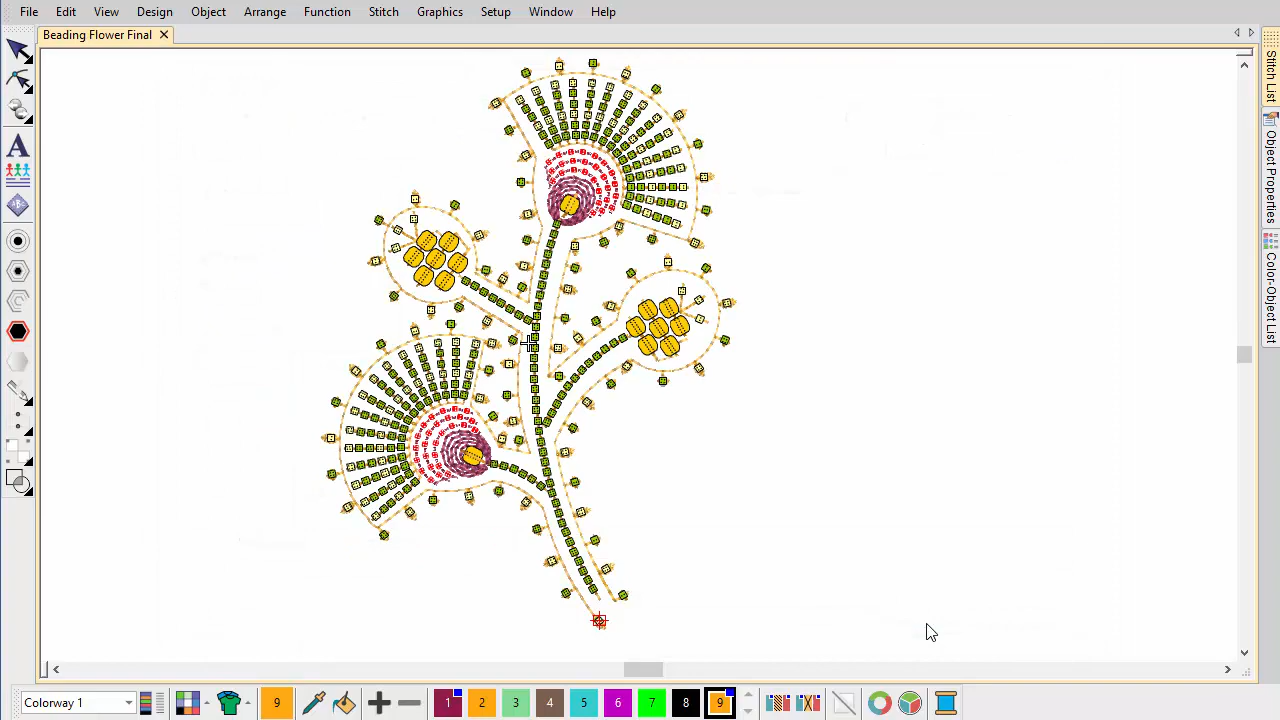 File Edit View Design Object Arrange Function Stitch Graphics Setup Window Help
Beading Flower Final
Stitch List
Object Properties
Color-Object List
A
ABC
Colorway 1
9
1 2 3 4 5 6 7 8 9